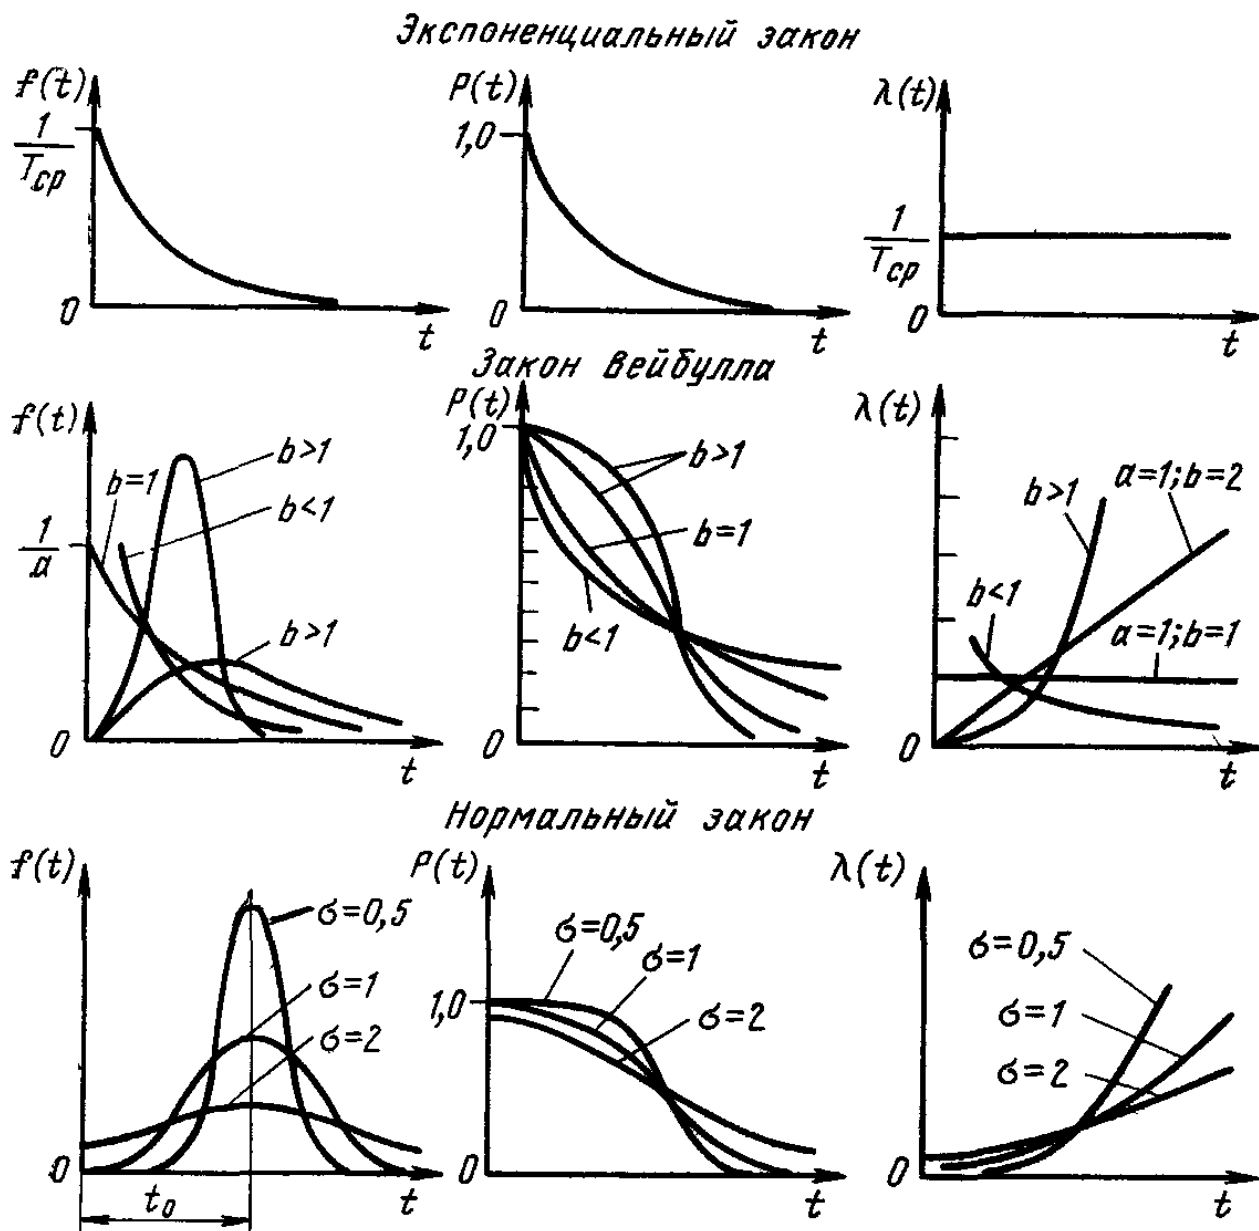 Экспоненциальный закон
f(t)
1
Tср
0
t
P(t)
1,0
0
t
λ(t)
1
Tср
0
t
Закон Вейбулла
f(t)
1
a
b=1
b>1
b<1
b>1
0
t
P(t)
1,0
b>1
b=1
b<1
0
t
λ(t)
b>1
a=1;b=2
b<1
a=1;b=1
0
t
Нормальный закон
f(t)
σ=0,5
σ=1
σ=2
0
t₀
t
P(t)
1,0
σ=0,5
σ=1
σ=2
0
t
λ(t)
σ=0,5
σ=1
σ=2
0
t